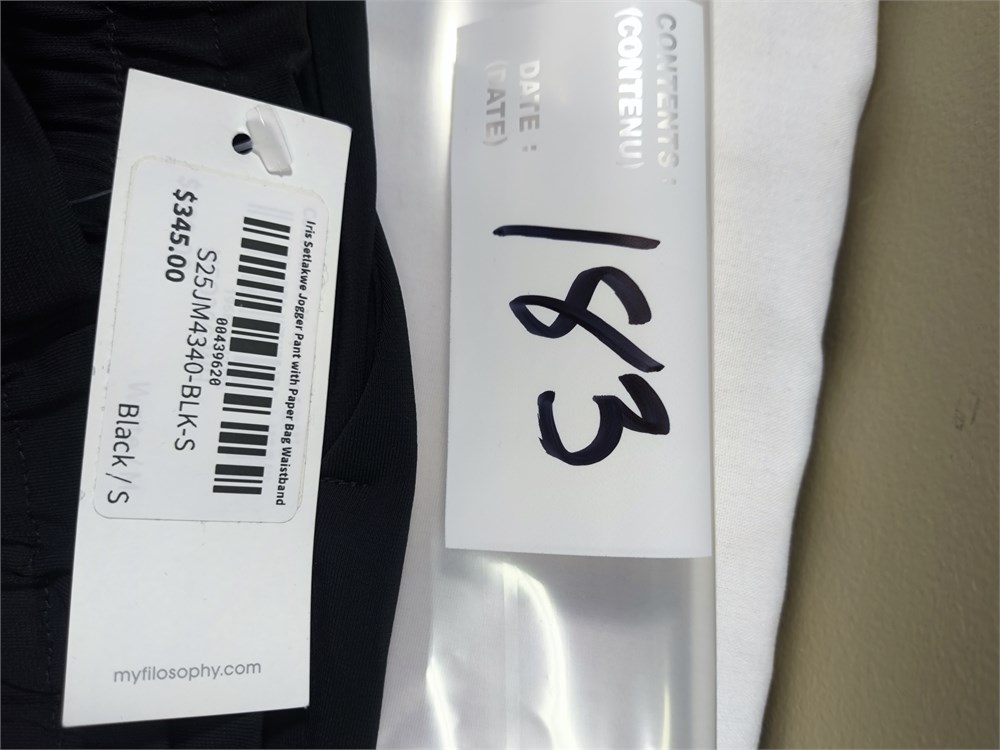 Iris Setlakwe Jogger Pant with Paper Bag Waistband
00439620
S25JM4340-BLK-S
$345.00
Black / S
myfilosophy.com
CONTENTS :
(CONTENU)
DATE :
(DATE)
183